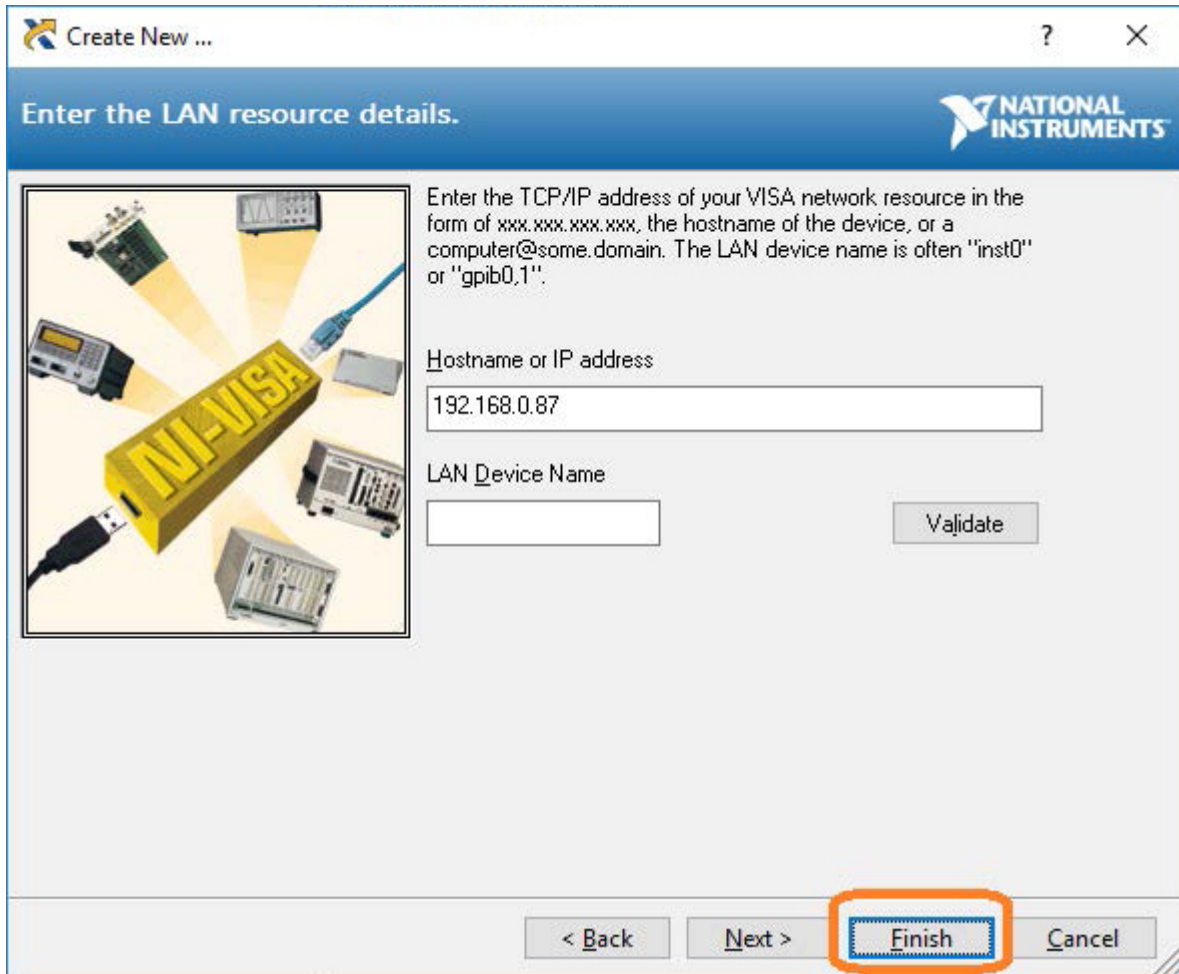 Create New ...
?
Enter the LAN resource details.
NATIONAL
INSTRUMENTS
Enter the TCP/IP address of your VISA network resource in the
form of xxx.xxx.xxx.xxx, the hostname of the device, or a
computer@some.domain. The LAN device name is often "inst0"
or "gpib0,1".
NI-VISA
Hostname or IP address
192.168.0.87
LAN Device Name
Validate
< Back
Next >
Finish
Cancel